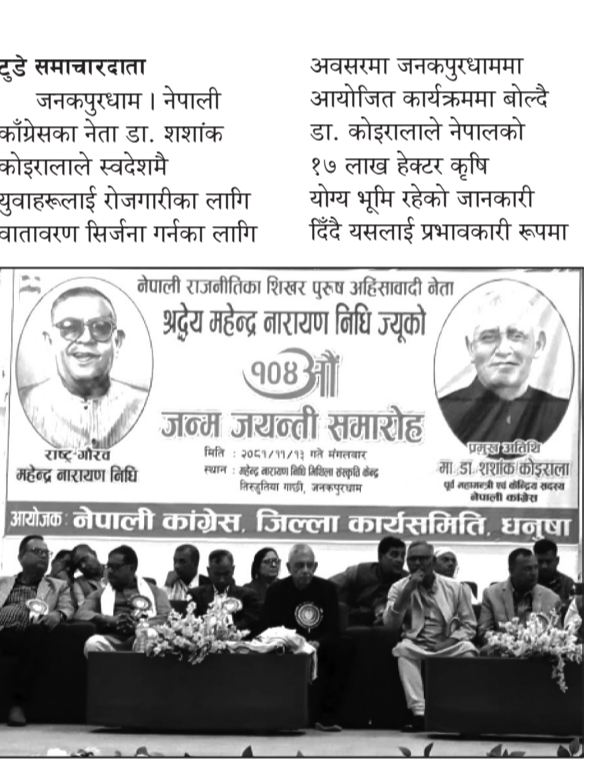 टुडे समाचारदाता
जनकपुरधाम । नेपाली
काँग्रेसका नेता डा. शशांक
कोइरालाले स्वदेशमै
युवाहरूलाई रोजगारीका लागि
वातावरण सिर्जना गर्नका लागि
अवसरमा जनकपुरधाममा
आयोजित कार्यक्रममा बोल्दै
डा. कोइरालाले नेपालको
१७ लाख हेक्टर कृषि
योग्य भूमि रहेको जानकारी
दिँदै यसलाई प्रभावकारी रूपमा
नेपाली राजनीतिका शिखर पुरुष अहिंसावादी नेता
श्रद्धेय महेन्द्र नारायण निधि ज्यूको
१०४ औं
जन्म जयन्ती समारोह
मिति : २०८१/११/१३ गते मंगलबार
स्थान : महेन्द्र नारायण निधि मिथिला संस्कृति केन्द्र
तिरहुतिया गाछी, जनकपुरधाम
राष्ट्र-गौरव
महेन्द्र नारायण निधि
प्रमुख अतिथि
मा. डा. शशांक कोइराला
पूर्व महामन्त्री एवं केन्द्रिय सदस्य
नेपाली कांग्रेस
आयोजक: नेपाली कांग्रेस, जिल्ला कार्यसमिति, धनुषा